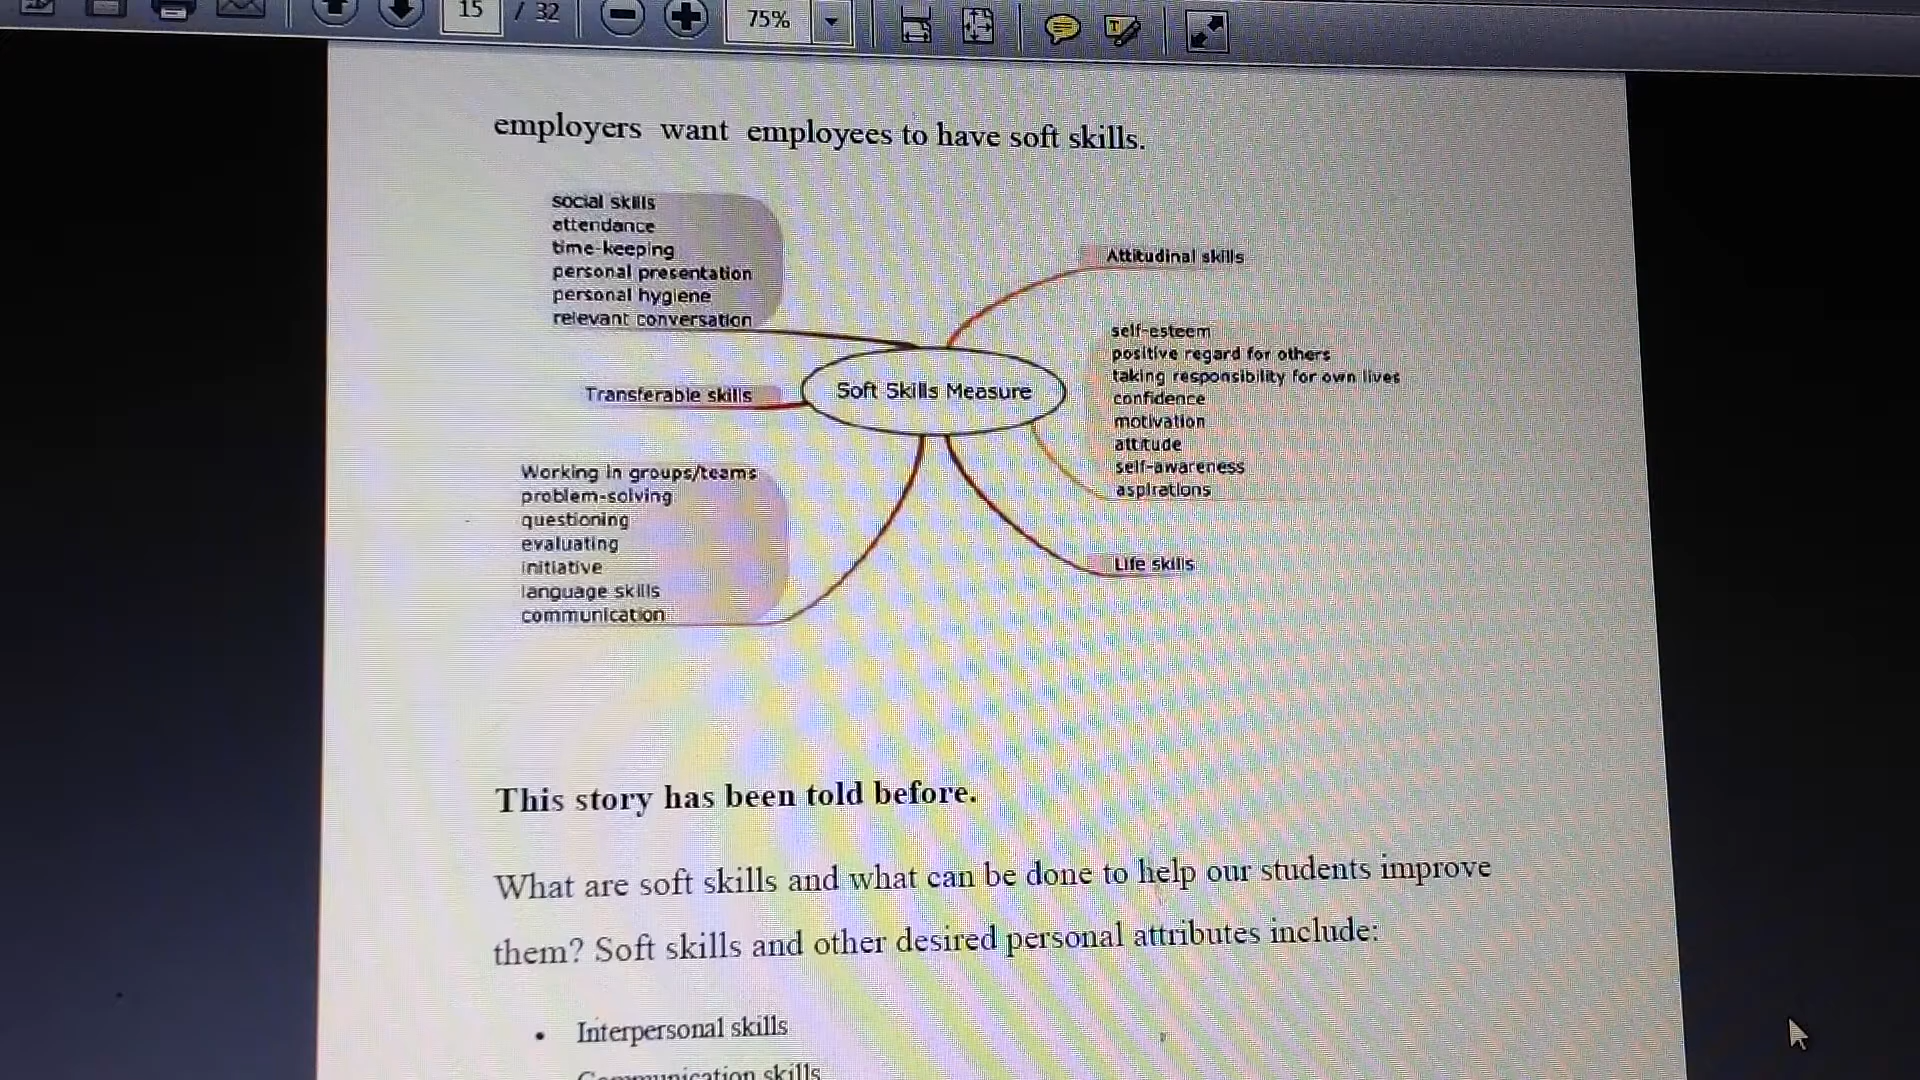 15 / 32
75%
employers want employees to have soft skills.
social skills
attendance
time-keeping
personal presentation
personal hygiene
relevant conversation
Attitudinal skills
self-esteem
positive regard for others
taking responsibility for own lives
confidence
motivation
attitude
self-awareness
aspirations
Soft Skills Measure
Transferable skills
Working in groups/teams
problem-solving
questioning
evaluating
initiative
language skills
communication
Life skills
This story has been told before.
What are soft skills and what can be done to help our students improve
them? Soft skills and other desired personal attributes include:
• Interpersonal skills
Communication skills